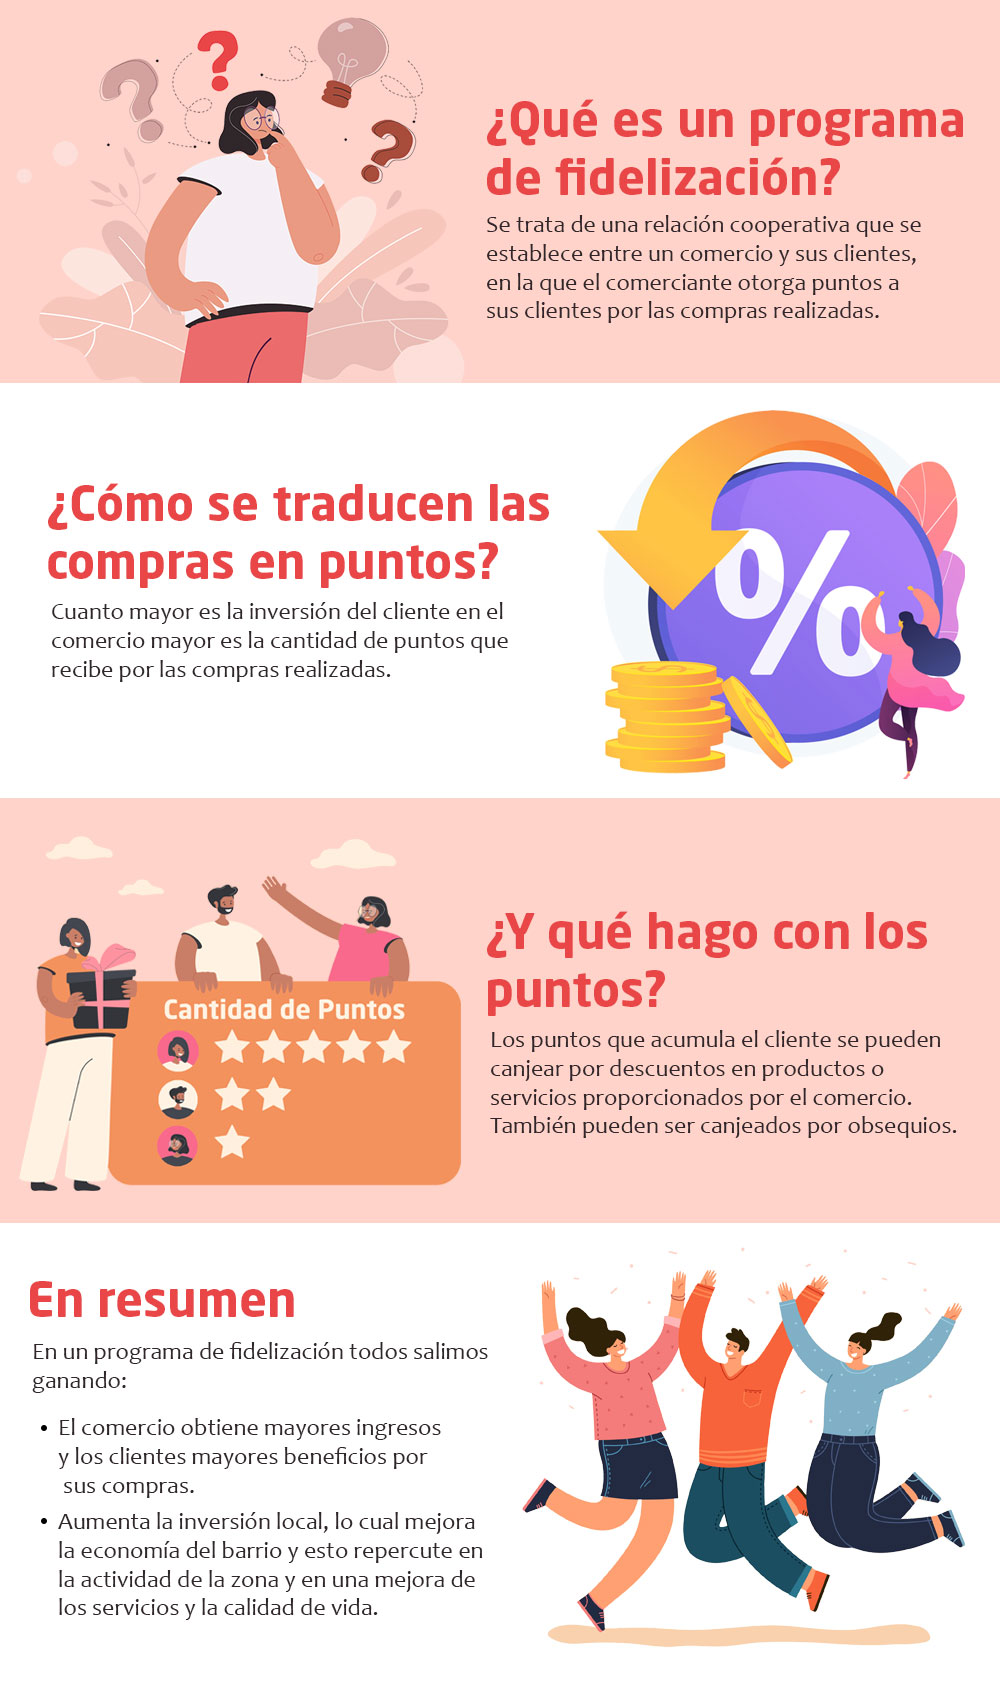 ¿Qué es un programa
de fidelización?
Se trata de una relación cooperativa que se
establece entre un comercio y sus clientes,
en la que el comerciante otorga puntos a
sus clientes por las compras realizadas.
¿Cómo se traducen las
compras en puntos?
Cuanto mayor es la inversión del cliente en el
comercio mayor es la cantidad de puntos que
recibe por las compras realizadas.
%
¿Y qué hago con los
puntos?
Los puntos que acumula el cliente se pueden
canjear por descuentos en productos o
servicios proporcionados por el comercio.
También pueden ser canjeados por obsequios.
Cantidad de Puntos
En resumen
En un programa de fidelización todos salimos
ganando:
• El comercio obtiene mayores ingresos
y los clientes mayores beneficios por
sus compras.
• Aumenta la inversión local, lo cual mejora
la economía del barrio y esto repercute en
la actividad de la zona y en una mejora de
los servicios y la calidad de vida.